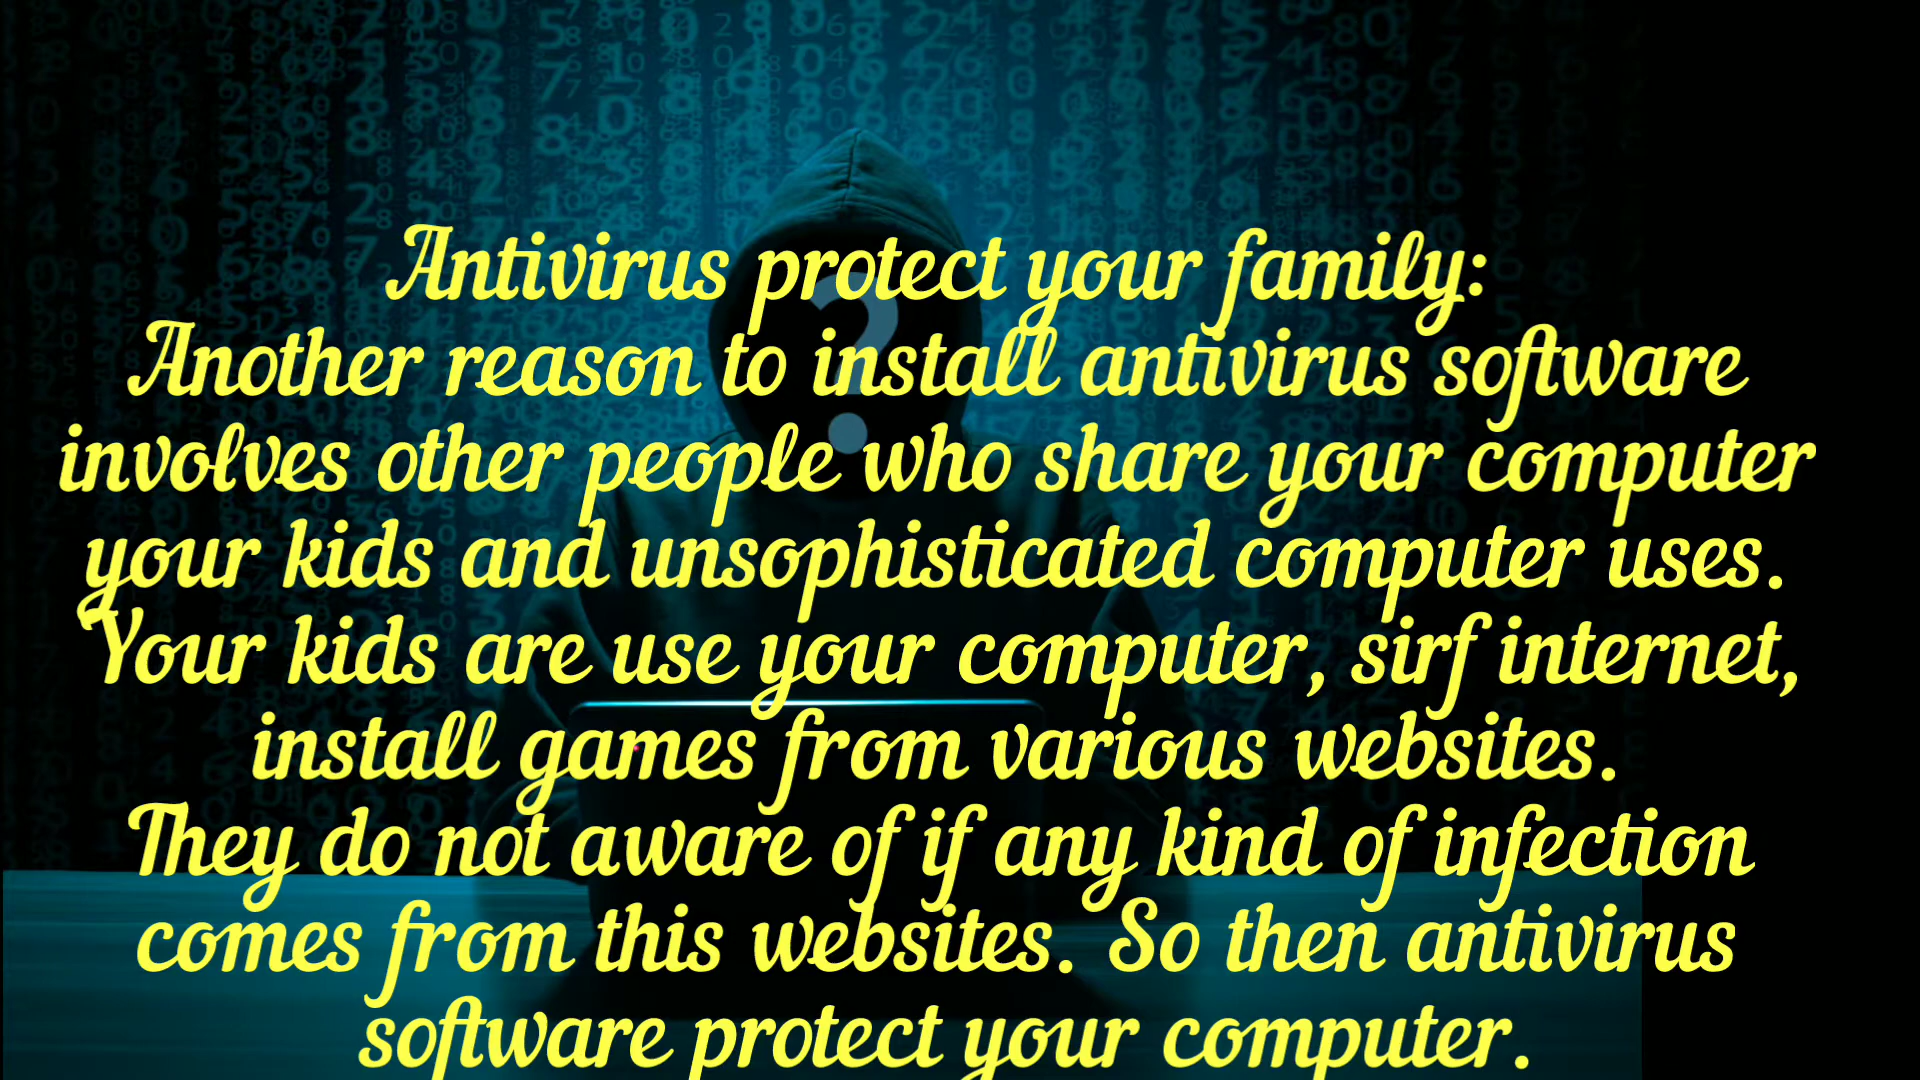 Antivirus protect your family:
Another reason to install antivirus software
involves other people who share your computer
your kids and unsophisticated computer uses.
Your kids are use your computer, sirf internet,
install games from various websites.
They do not aware of if any kind of infection
comes from this websites. So then antivirus
software protect your computer.